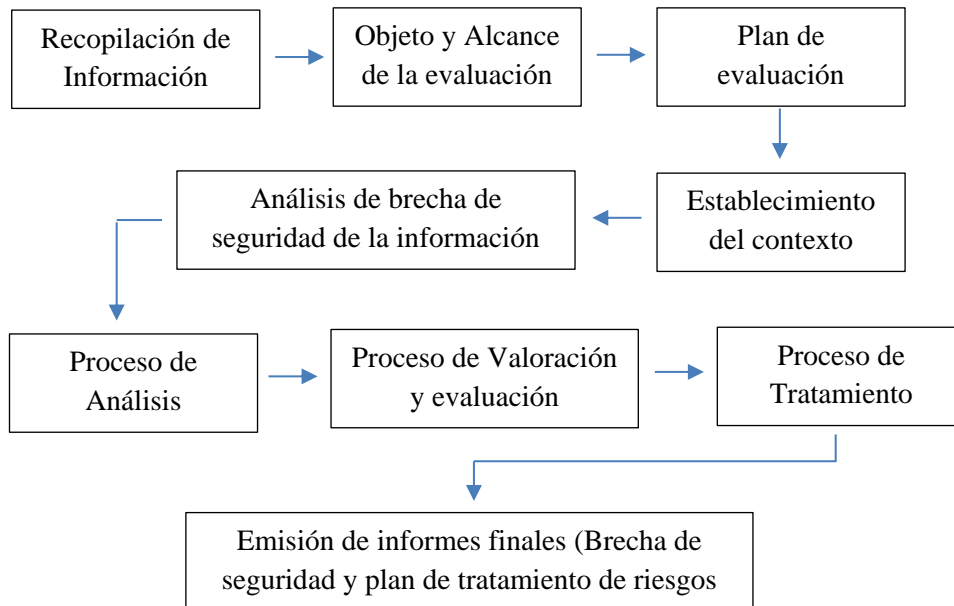 Recopilación de
Información
Objeto y Alcance
de la evaluación
Plan de
evaluación
Establecimiento
del contexto
Análisis de brecha de
seguridad de la información
Proceso de
Análisis
Proceso de Valoración
y evaluación
Proceso de
Tratamiento
Emisión de informes finales (Brecha de
seguridad y plan de tratamiento de riesgos